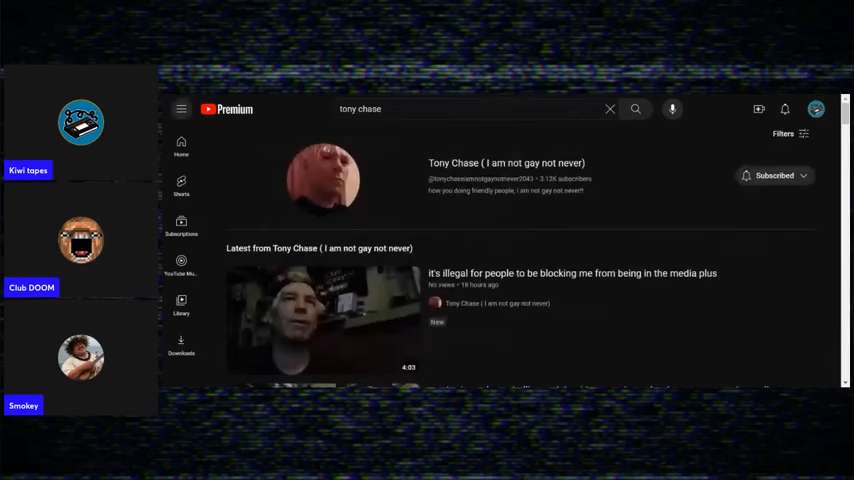 Premium
tony chase
Filters
Kiwi tapes
Home
Tony Chase ( I am not gay not never)
@tonychaseiamnotgaynotnever2043 • 3.12K subscribers
how you doing friendly people, i am not gay not never!!
Subscribed
Shorts
Subscriptions
Latest from Tony Chase ( I am not gay not never)
YouTube Mu...
it's illegal for people to be blocking me from being in the media plus
No views • 18 hours ago
Tony Chase ( I am not gay not never)
New
Club DOOM
Library
Downloads
4:03
Smokey